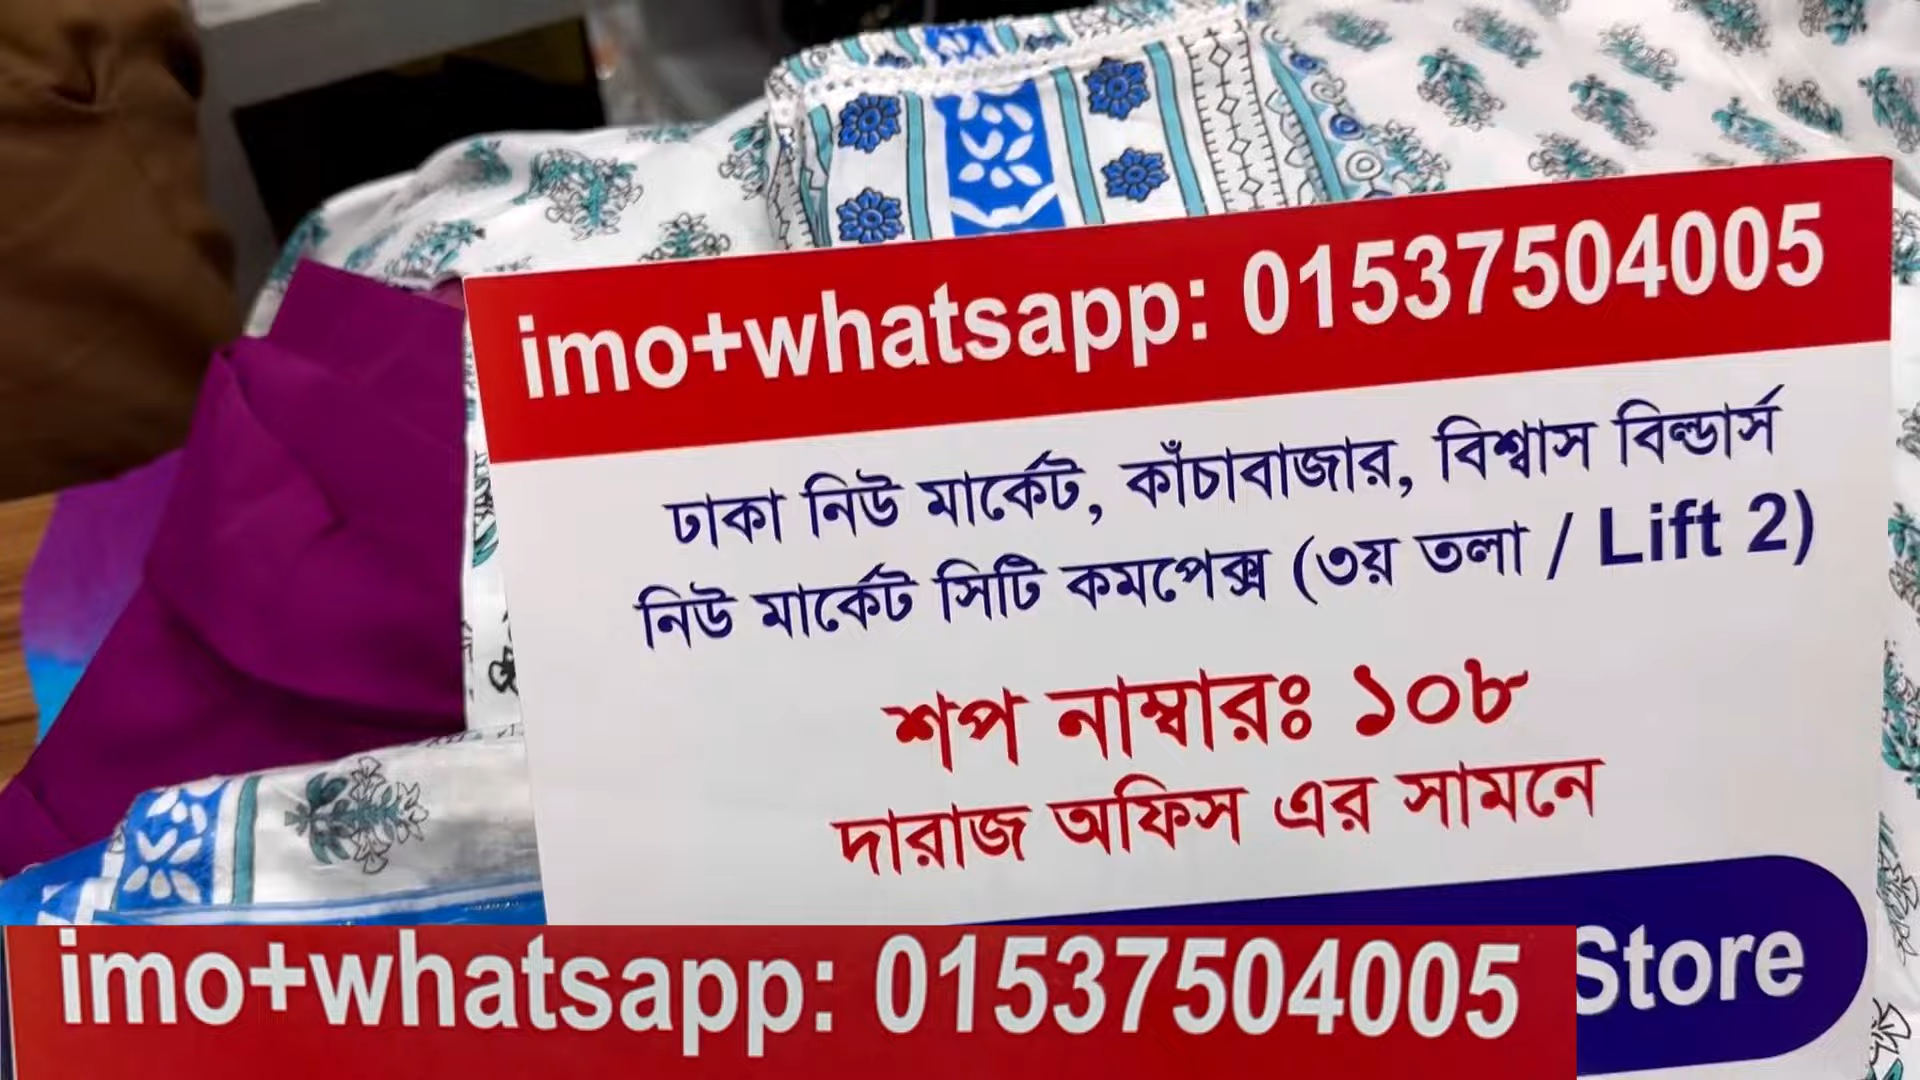 imo+whatsapp: 01537504005
ঢাকা নিউ মার্কেট, কাঁচাবাজার, বিশ্বাস বিল্ডার্স
নিউ মার্কেট সিটি কমপেক্স (৩য় তলা / Lift 2)
শপ নাম্বারঃ ১০৮
দারাজ অফিস এর সামনে
Store
imo+whatsapp: 01537504005